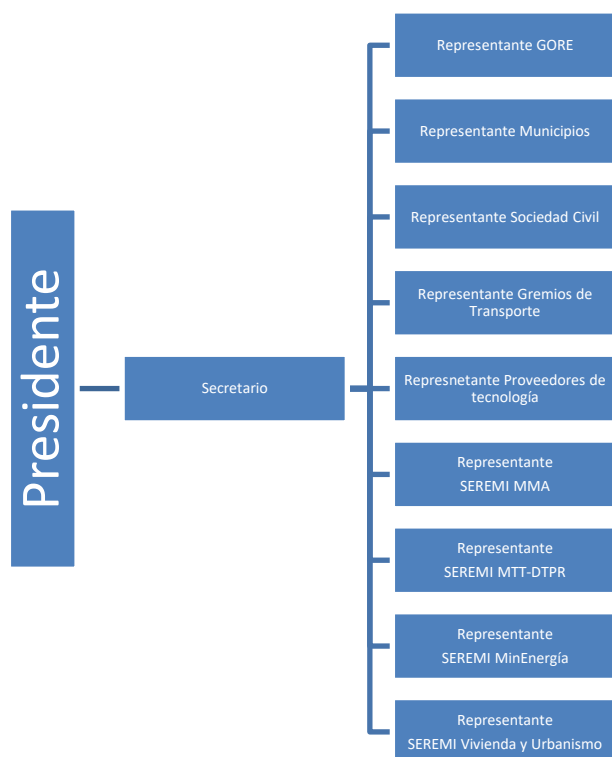 Presidente
Secretario
Representante GORE
Representante Municipios
Representante Sociedad Civil
Representante Gremios de
Transporte
Represnetante Proveedores de
tecnología
Representante
SEREMI MMA
Representante
SEREMI MTT-DTPR
Representante
SEREMI MinEnergía
Representante
SEREMI Vivienda y Urbanismo